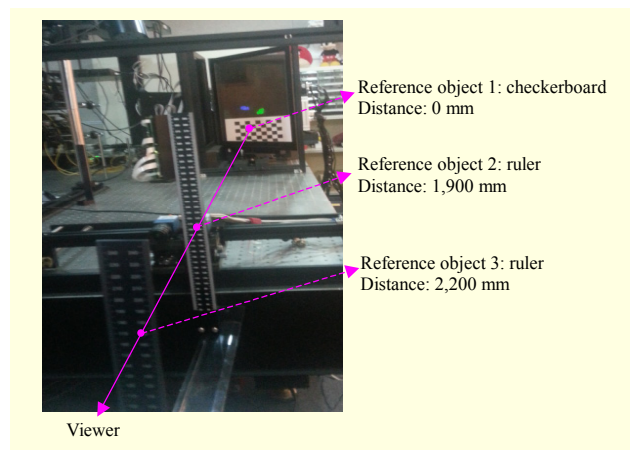 Reference object 1: checkerboard
Distance: 0 mm
Reference object 2: ruler
Distance: 1,900 mm
Reference object 3: ruler
Distance: 2,200 mm
Viewer